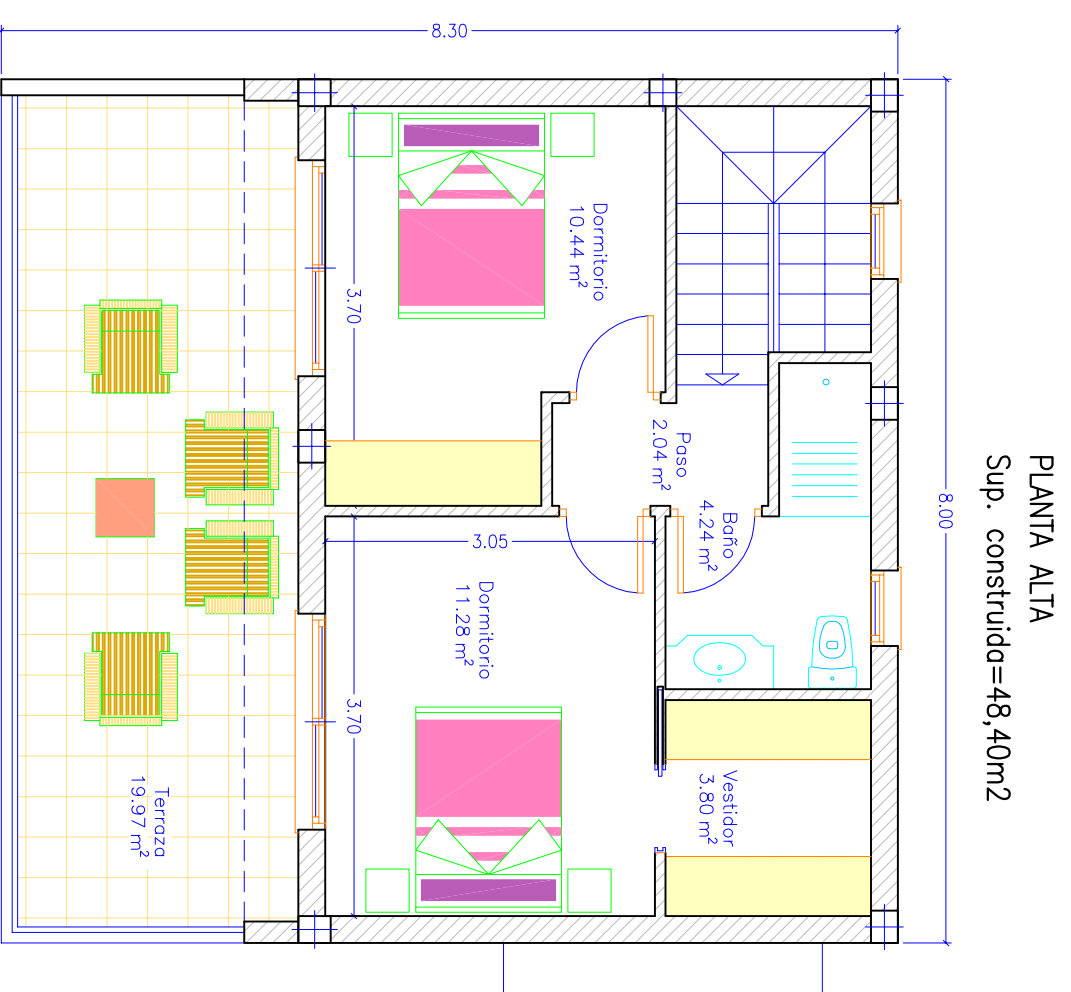 PLANTA ALTA
Sup. construida=48,40m2
8.30
8.00
Dormitorio
10.44 m²
3.70
Paso
2.04 m²
Baño
4.24 m²
3.05
Dormitorio
11.28 m²
3.70
Vestidor
3.80 m²
Terraza
19.97 m²